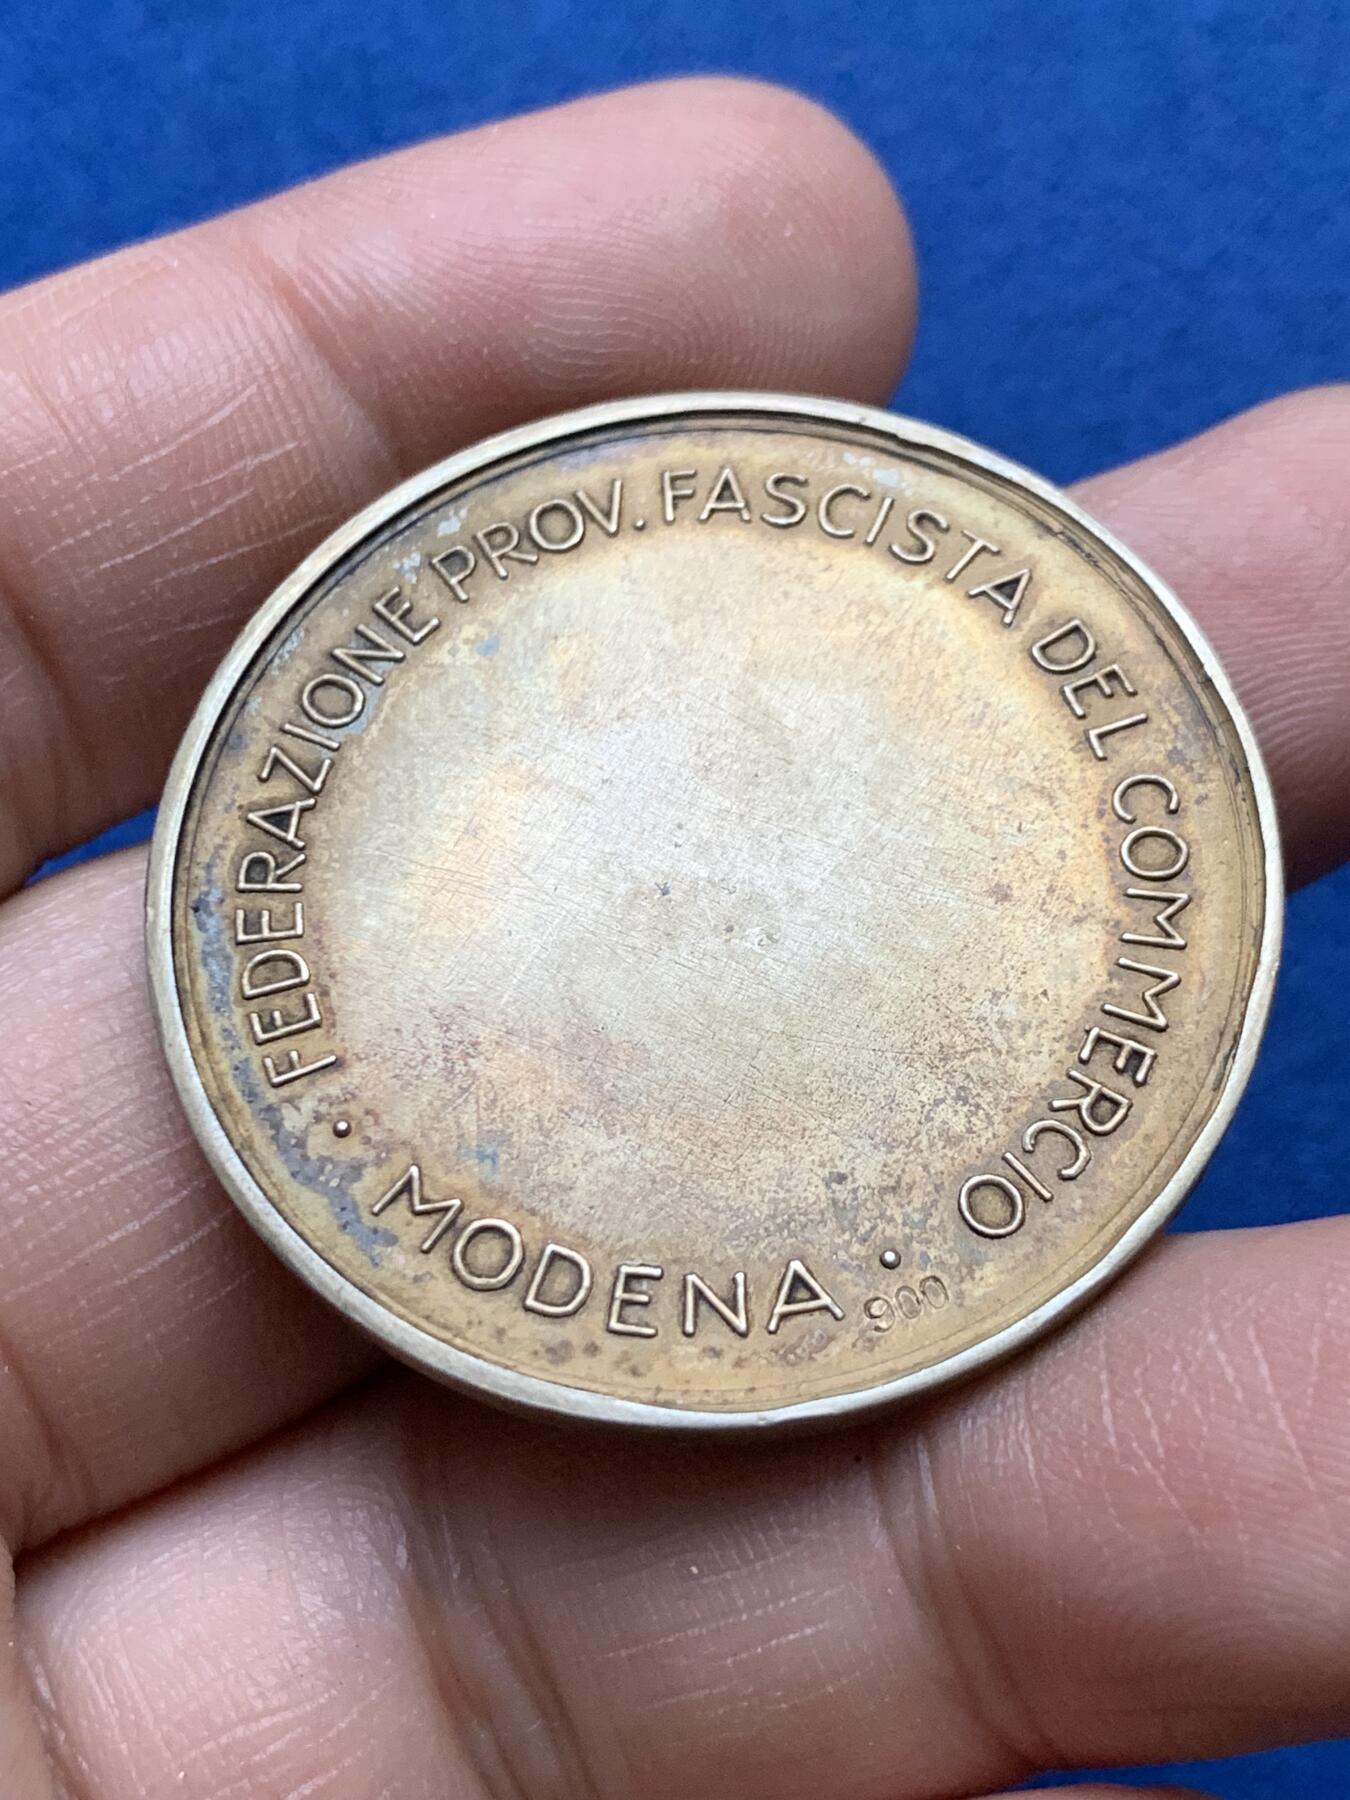 FEDERAZIONE PROV. FASCISTA DEL COMMERCIO
• MODENA •
900